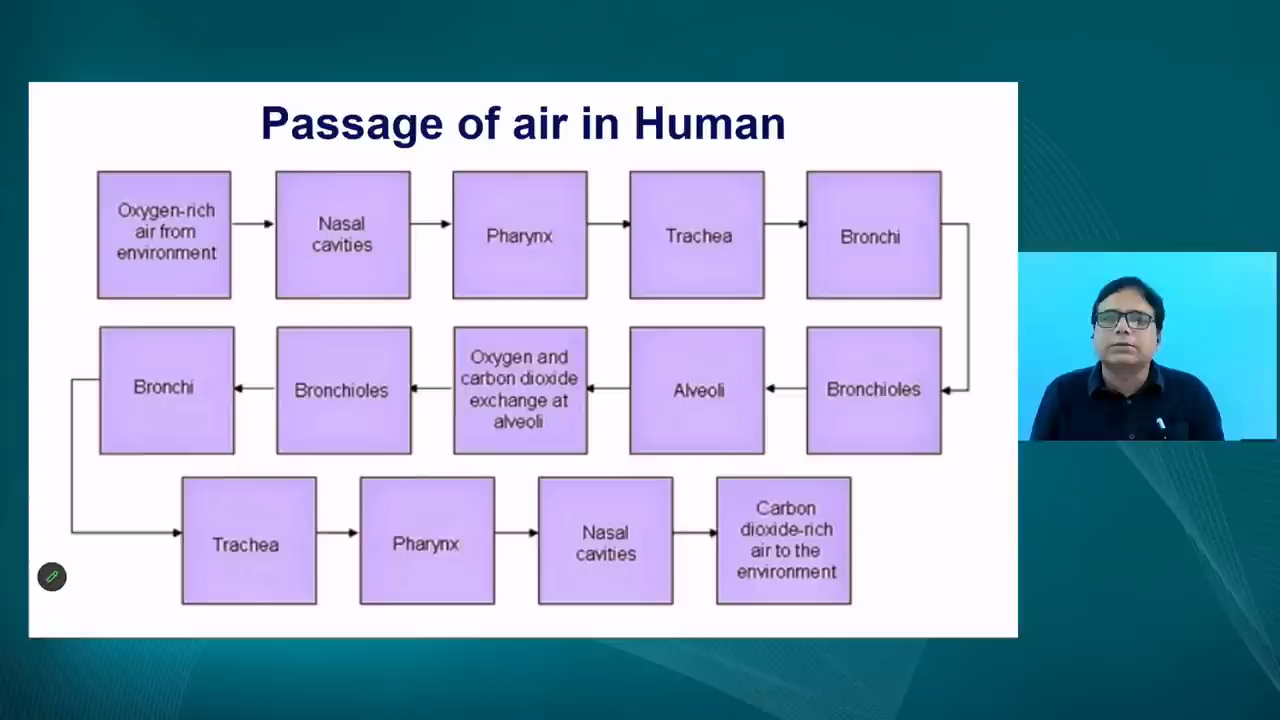 Passage of air in Human
Oxygen-rich
air from
environment
Nasal
cavities
Pharynx
Trachea
Bronchi
Bronchi
Bronchioles
Oxygen and
carbon dioxide
exchange at
alveoli
Alveoli
Bronchioles
Trachea
Pharynx
Nasal
cavities
Carbon
dioxide-rich
air to the
environment